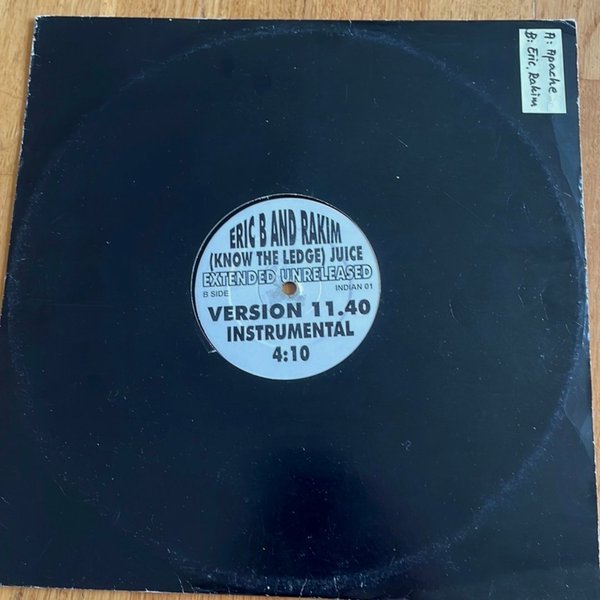 A: Apache
B: Eric, Rakim
ERIC B AND RAKIM
(KNOW THE LEDGE) JUICE
EXTENDED UNRELEASED
B SIDE INDIAN 01
VERSION 11.40
INSTRUMENTAL
4:10